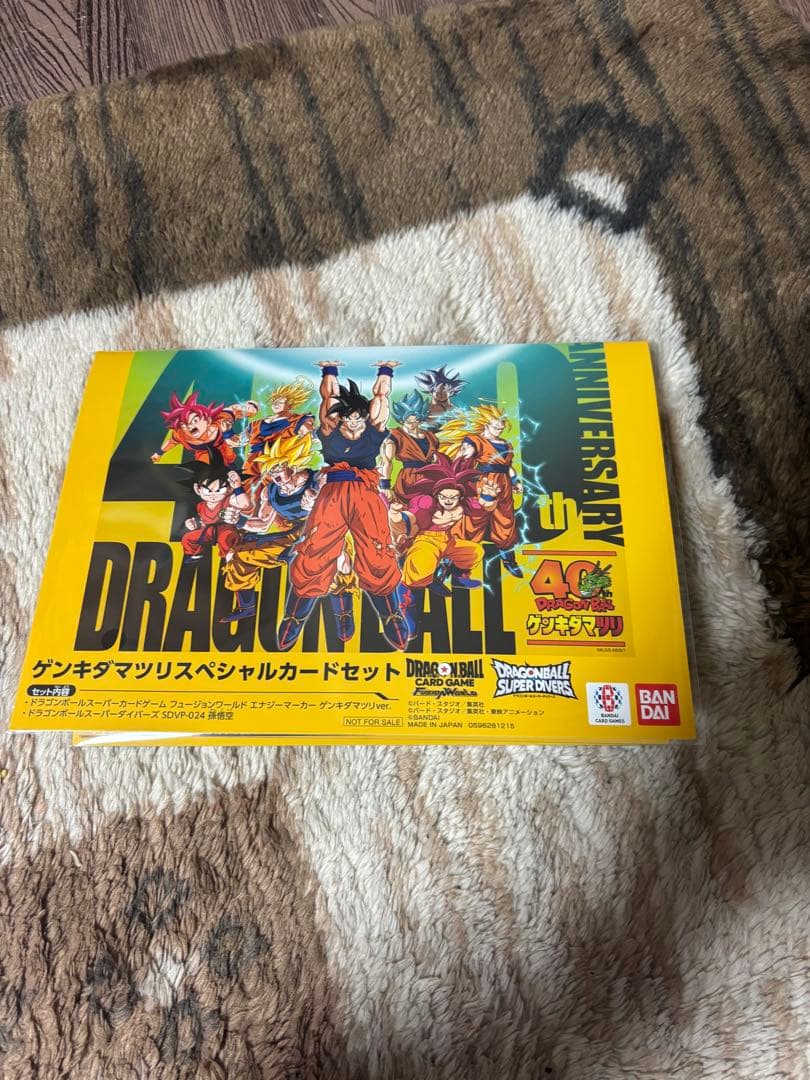 40th
ANNIVERSARY
DRAGON BALL
40th
DRAGON BALL
ゲンキダマツリ
ゲンキダマツリスペシャルカードセット
DRAGONBALL
CARD GAME
Fusion World
DRAGONBALL
SUPER DIVERS
セット内容
・ドラゴンボールスーパーカードゲーム フュージョンワールド エナジーマーカー ゲンキダマツリver.
・ドラゴンボールスーパーダイバーズ SDVP-024 孫悟空
NOT FOR SALE
©バード・スタジオ/集英社
©バード・スタジオ/集英社・東映アニメーション
©BANDAI
MADE IN JAPAN 0596261215
BANDAI
CARD GAMES
BAN
DAI